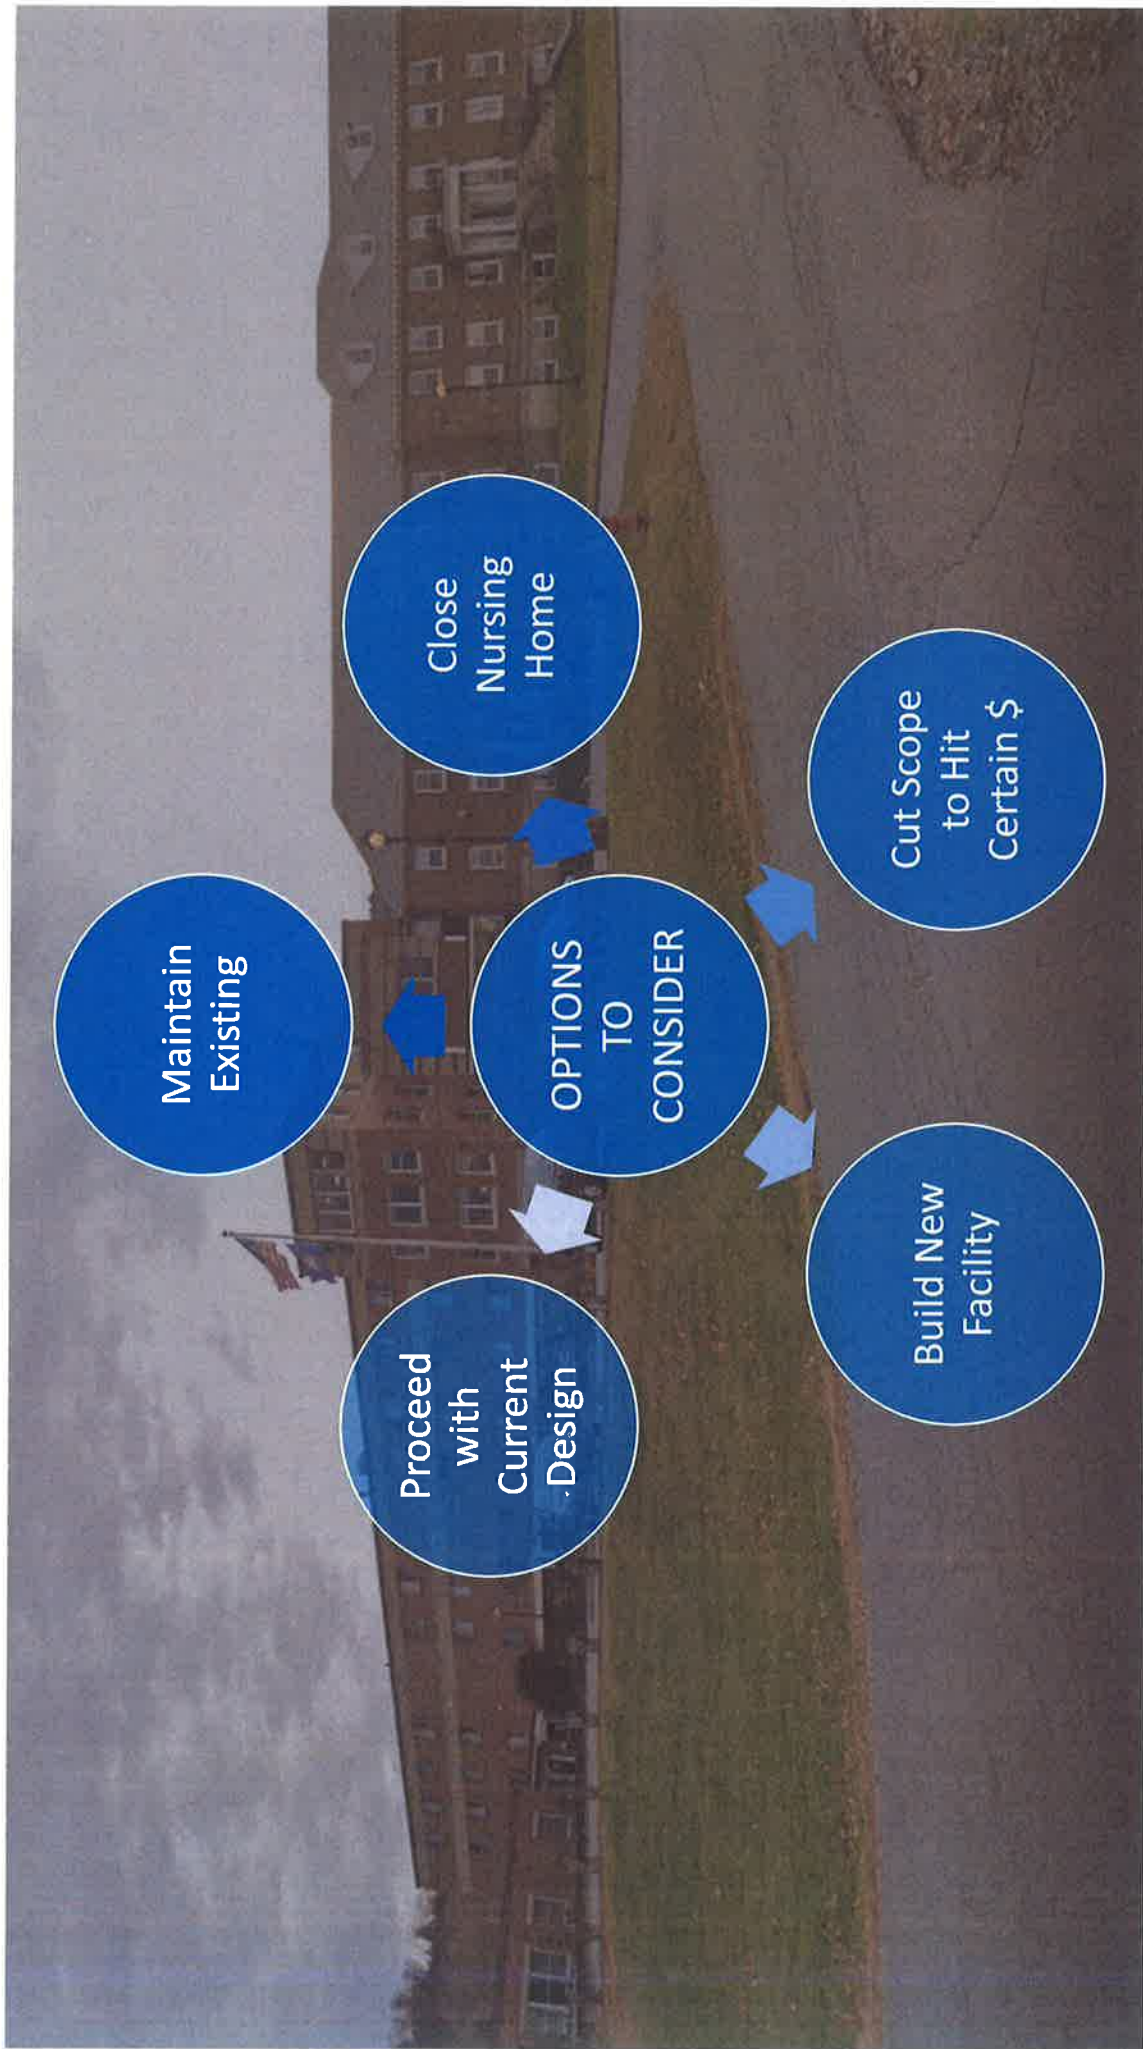 Maintain
Existing
Close
Nursing
Home
OPTIONS
TO
CONSIDER
Proceed
with
Current
Design
Cut Scope
to Hit
Certain $
Build New
Facility